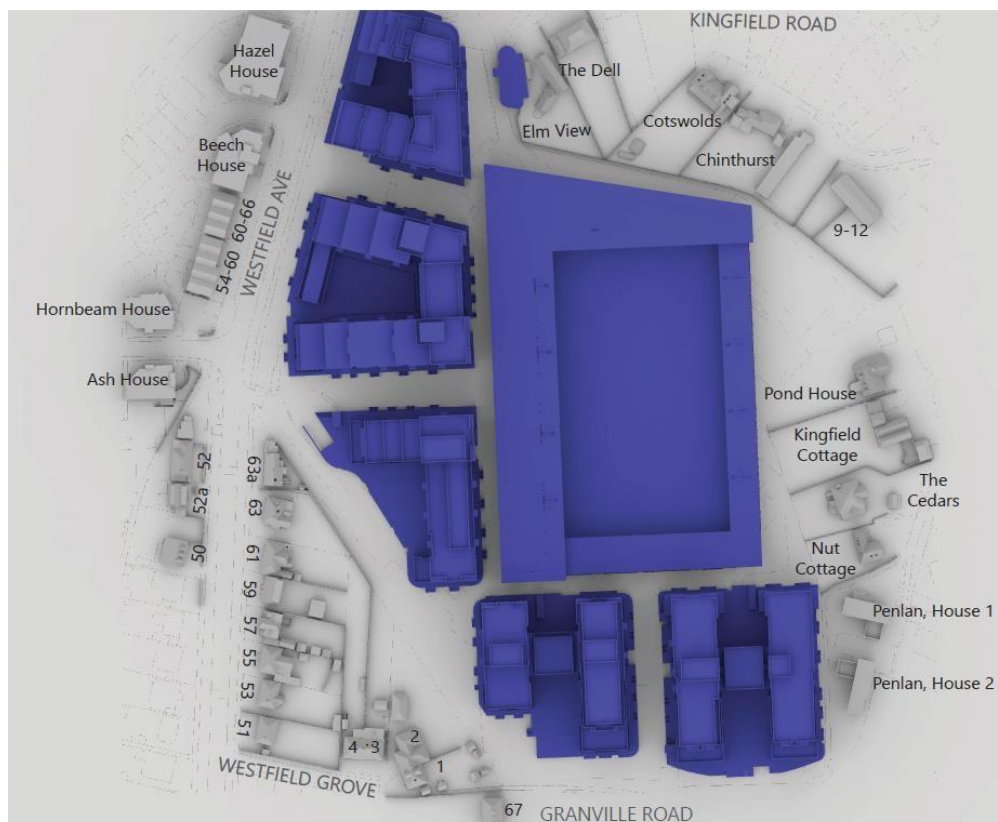 KINGFIELD ROAD
Hazel
House
The Dell
Elm View
Cotswolds
Beech
House
Chinthurst
60-66
54-60
WESTFIELD AVE
9-12
Hornbeam House
Ash House
Pond House
Kingfield
Cottage
The
Cedars
52
52a
50
63a
63
61
59
57
55
53
51
Nut
Cottage
Penlan, House 1
Penlan, House 2
4
3
2
1
WESTFIELD GROVE
67
GRANVILLE ROAD